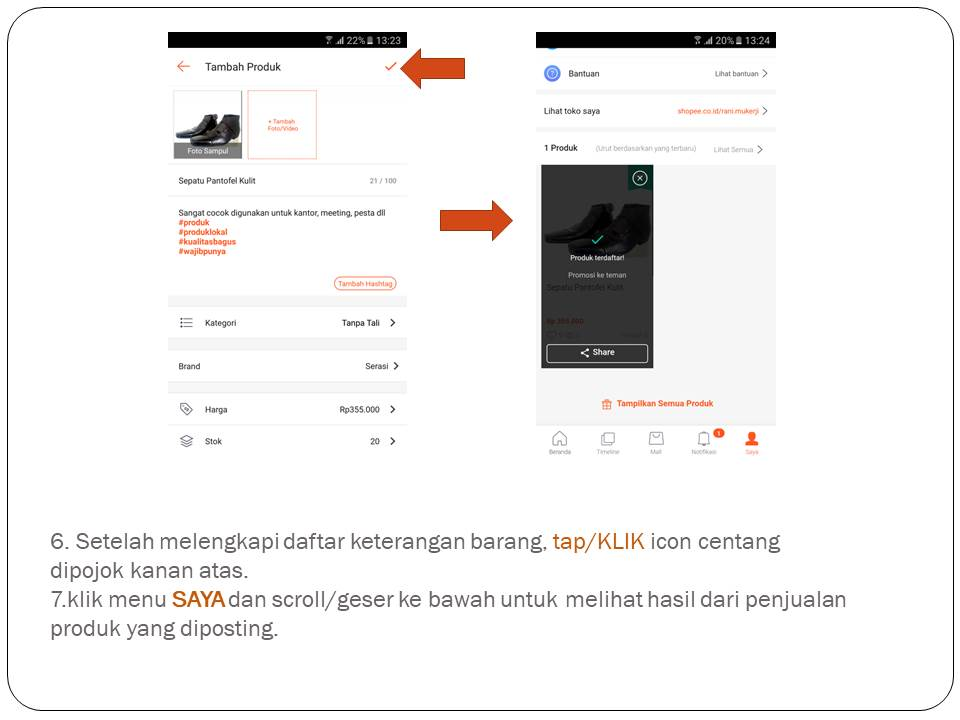 22% 13:23
Tambah Produk
Foto Sampul
+ Tambah
Foto/Video
Sepatu Pantofel Kulit 21 / 100
Sangat cocok digunakan untuk kantor, meeting, pesta dll
#produk
#produklokal
#kualitasbagus
#wajibpunya
Tambah Hashtag
Kategori Tanpa Tali
Brand Serasi
Harga Rp355.000
Stok 20
20% 13:24
Bantuan Lihat bantuan
Lihat toko saya shopee.co.id/rani.mukerji
1 Produk (Urut berdasarkan yang terbaru) Lihat Semua
Produk terdaftar!
Promosi ke teman
Sepatu Pantofel Kulit
Rp 355.000
Share
Tampilkan Semua Produk
1
Beranda Timeline Mall Notifikasi Saya
6. Setelah melengkapi daftar keterangan barang, tap/KLIK icon centang
dipojok kanan atas.
7.klik menu SAYA dan scroll/geser ke bawah untuk melihat hasil dari penjualan
produk yang diposting.